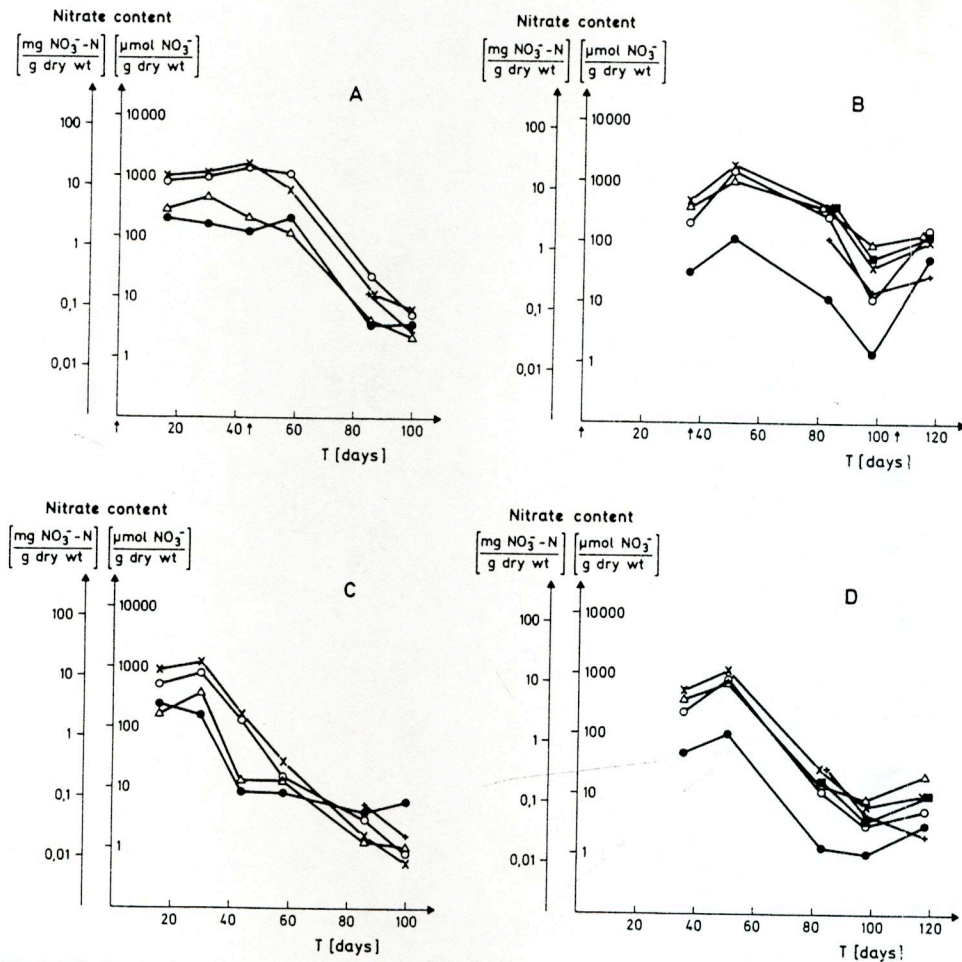 Nitrate content
[mg NO₃⁻-N / g dry wt] [µmol NO₃⁻ / g dry wt]
A
100
10
1
0,1
0,01
10000
1000
100
10
1
20 40 60 80 100
T [days]
Nitrate content
[mg NO₃⁻-N / g dry wt] [µmol NO₃⁻ / g dry wt]
B
100
10
1
0,1
0,01
10000
1000
100
10
1
20 40 60 80 100 120
T [days]
Nitrate content
[mg NO₃⁻-N / g dry wt] [µmol NO₃⁻ / g dry wt]
C
100
10
1
0,1
0,01
10000
1000
100
10
1
20 40 60 80 100
T [days]
Nitrate content
[mg NO₃⁻-N / g dry wt] [µmol NO₃⁻ / g dry wt]
D
100
10
1
0,1
0,01
10000
1000
100
10
1
20 40 60 80 100 120
T [days]